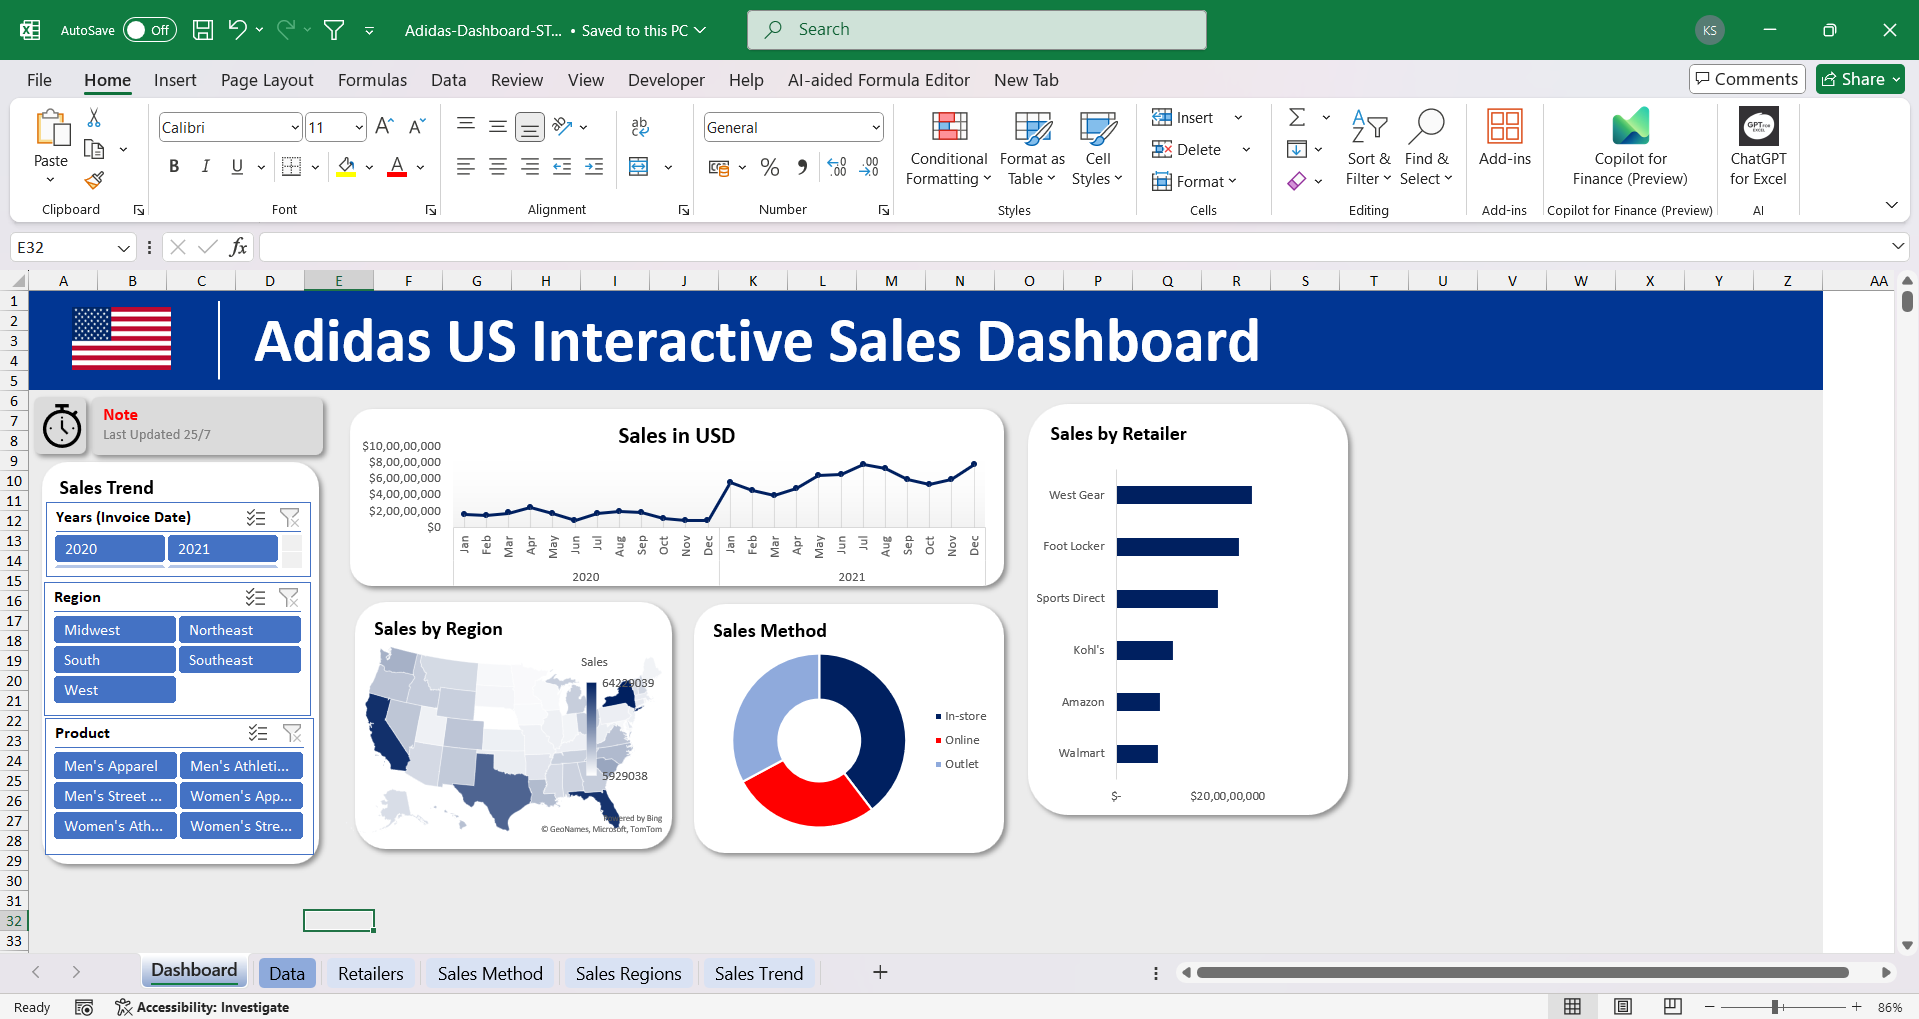 AutoSave Off Adidas-Dashboard-ST... • Saved to this PC Search KS
File Home Insert Page Layout Formulas Data Review View Developer Help AI-aided Formula Editor New Tab Comments Share
Paste
Calibri 11
B I U A
ab
General
% .00
Conditional Formatting
Format as Table
Cell Styles
Insert
Delete
Format
Sort & Filter
Find & Select
Add-ins
Copilot for Finance (Preview)
ChatGPT for Excel
Clipboard Font Alignment Number Styles Cells Editing Add-ins Copilot for Finance (Preview) AI
E32 fx
A B C D E F G H I J K L M N O P Q R S T U V W X Y Z AA
1
2
3
4
5
6
7
8
9
10
11
12
13
14
15
16
17
18
19
20
21
22
23
24
25
26
27
28
29
30
31
32
33
Adidas US Interactive Sales Dashboard
Note
Last Updated 25/7
Sales Trend
Years (Invoice Date)
2020 2021
Region
Midwest Northeast
South Southeast
West
Product
Men's Apparel Men's Athleti...
Men's Street ... Women's App...
Women's Ath... Women's Stre...
Sales in USD
$10,00,00,000
$8,00,00,000
$6,00,00,000
$4,00,00,000
$2,00,00,000
$0
Jan Feb Mar Apr May Jun Jul Aug Sep Oct Nov Dec Jan Feb Mar Apr May Jun Jul Aug Sep Oct Nov Dec
2020 2021
Sales by Region
Sales
64229039
5929038
Powered by Bing
© GeoNames, Microsoft, TomTom
Sales Method
In-store
Online
Outlet
Sales by Retailer
West Gear
Foot Locker
Sports Direct
Kohl's
Amazon
Walmart
$- $20,00,00,000
Dashboard Data Retailers Sales Method Sales Regions Sales Trend
Ready Accessibility: Investigate 86%